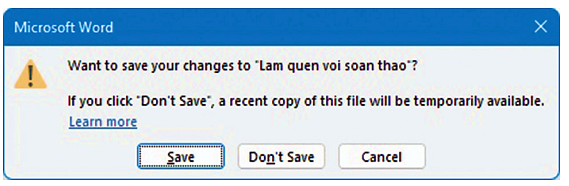 Microsoft Word
Want to save your changes to "Lam quen voi soan thao"?
If you click "Don't Save", a recent copy of this file will be temporarily available.
Learn more
Save Don't Save Cancel